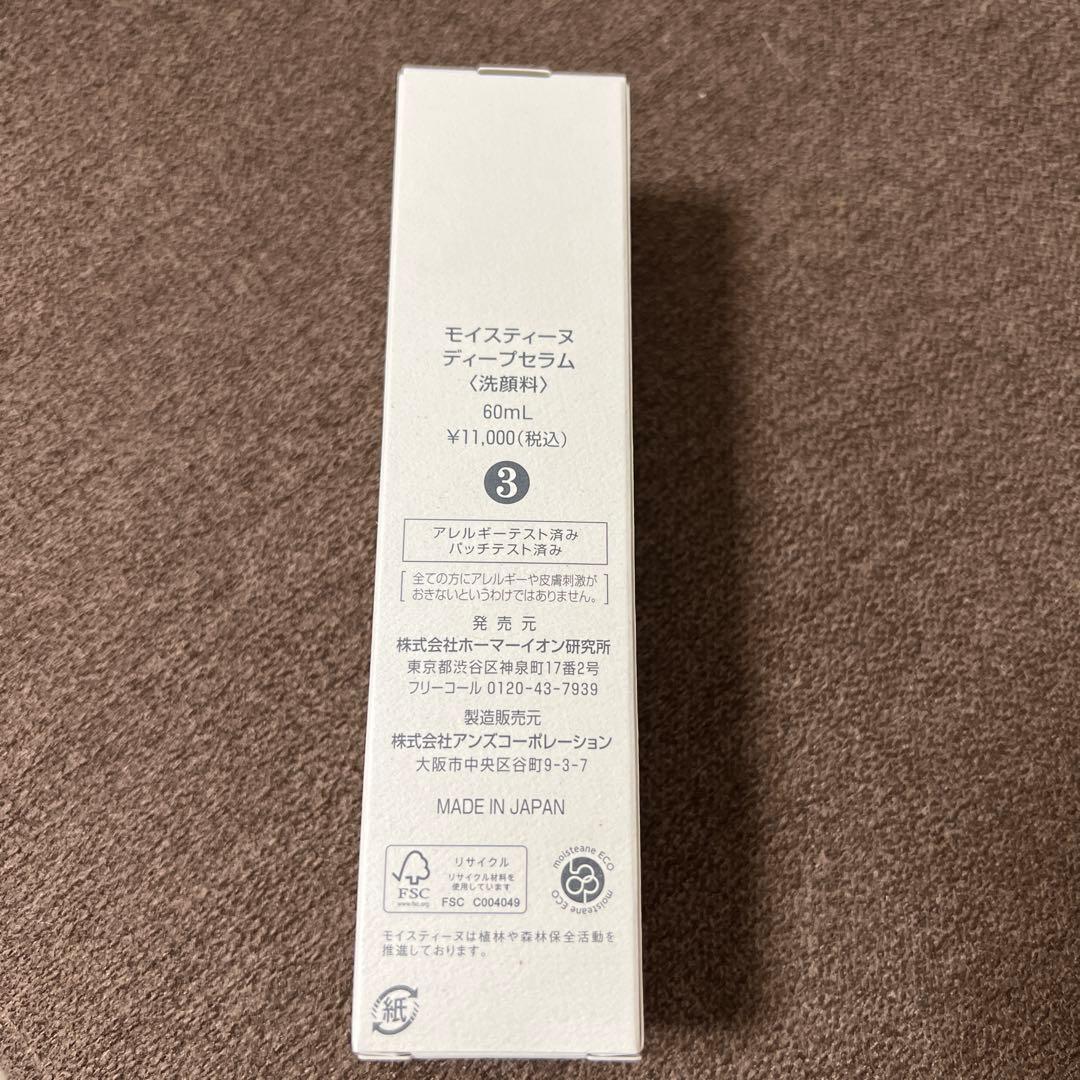 モイスティーヌ
ディープセラム
〈洗顔料〉
60mL
¥11,000(税込)
3
アレルギーテスト済み
パッチテスト済み
全ての方にアレルギーや皮膚刺激が
おきないというわけではありません。
発売元
株式会社ホーマーイオン研究所
東京都渋谷区神泉町17番2号
フリーコール 0120-43-7939
製造販売元
株式会社アンズコーポレーション
大阪市中央区谷町9-3-7
MADE IN JAPAN
FSC
www.fsc.org
リサイクル
リサイクル材料を
使用しています
FSC C004049
moisteane ECO
moisteane ECO
モイスティーヌは植林や森林保全活動を
推進しております。
紙